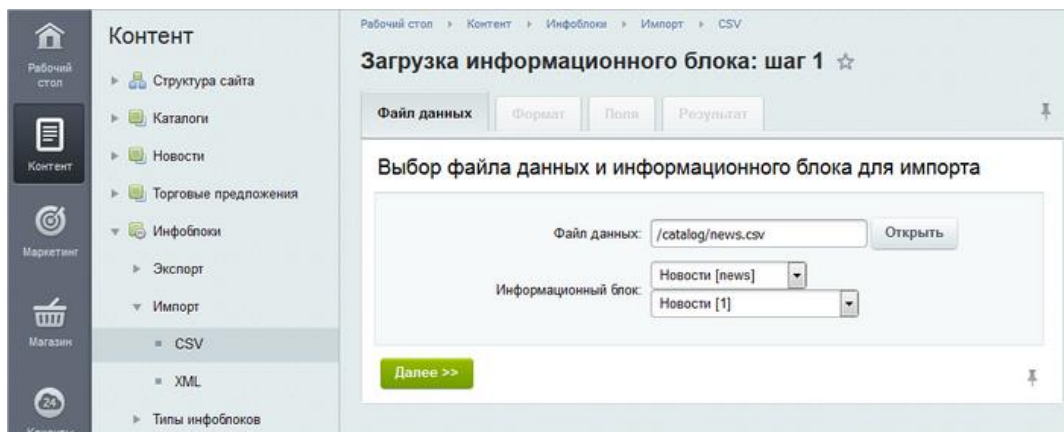 Рабочий стол
Контент
Маркетинг
Магазин
24
Контент
Структура сайта
Каталоги
Новости
Торговые предложения
Инфоблоки
Экспорт
Импорт
CSV
XML
Типы инфоблоков
Рабочий стол Контент Инфоблоки Импорт CSV
Загрузка информационного блока: шаг 1
Файл данных Формат Поля Результат
Выбор файла данных и информационного блока для импорта
Файл данных: /catalog/news.csv Открыть
Информационный блок: Новости [news]
Новости [1]
Далее >>